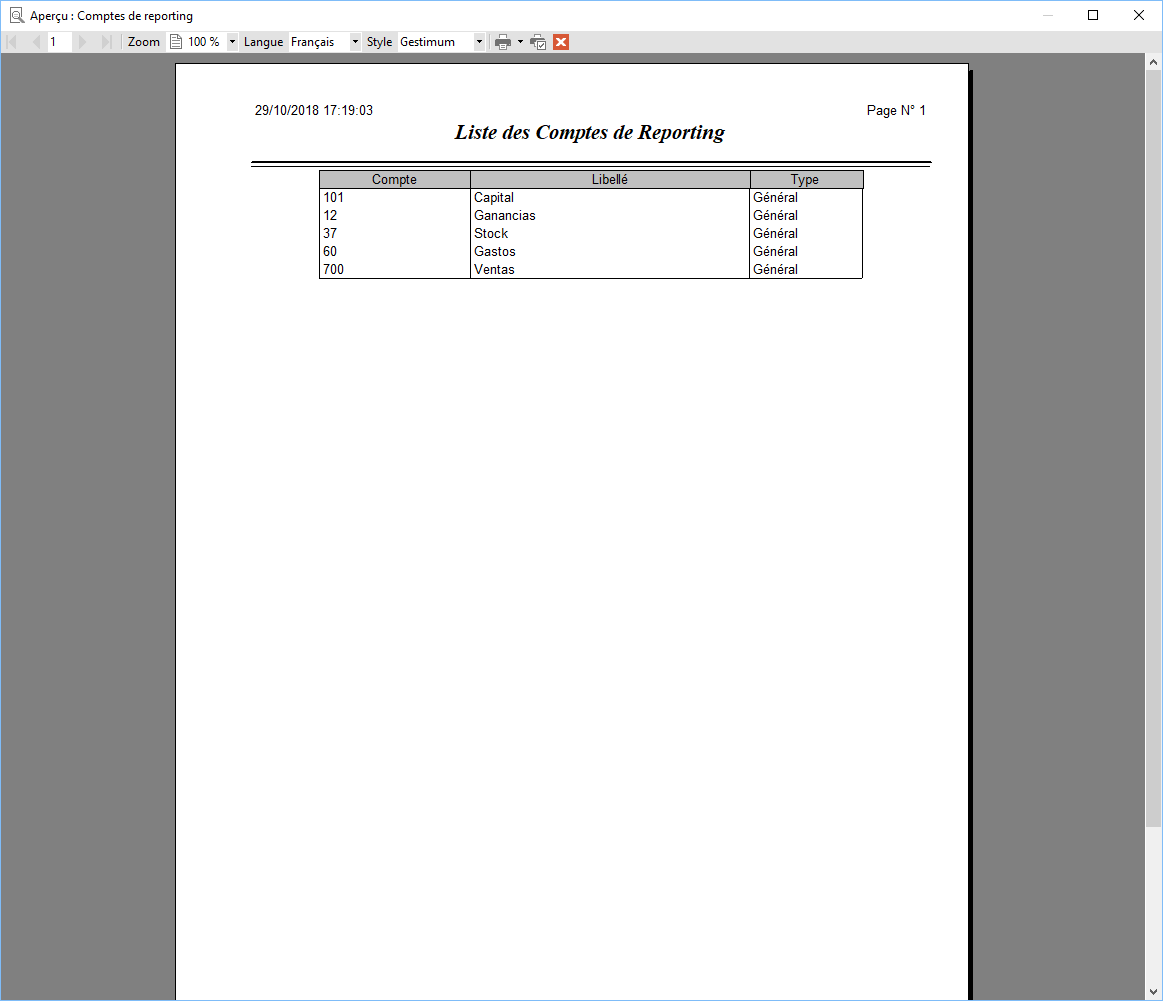 Aperçu : Comptes de reporting
1 Zoom 100 % Langue Français Style Gestimum
29/10/2018 17:19:03 Page N° 1
Liste des Comptes de Reporting
Compte Libellé Type
101 Capital Général
12 Ganancias Général
37 Stock Général
60 Gastos Général
700 Ventas Général